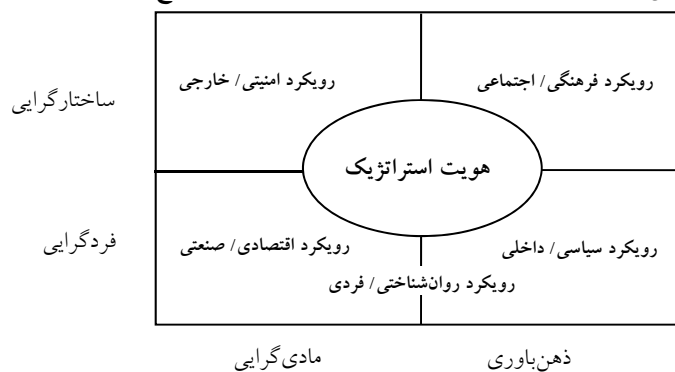 رویکرد فرهنگی/ اجتماعی
رویکرد امنیتی/ خارجی
ساختارگرایی
هویت استراتژیک
رویکرد سیاسی/ داخلی
رویکرد اقتصادی/ صنعتی
فردگرایی
رویکرد روان‌شناختی/ فردی
ذهن‌باوری
مادی‌گرایی